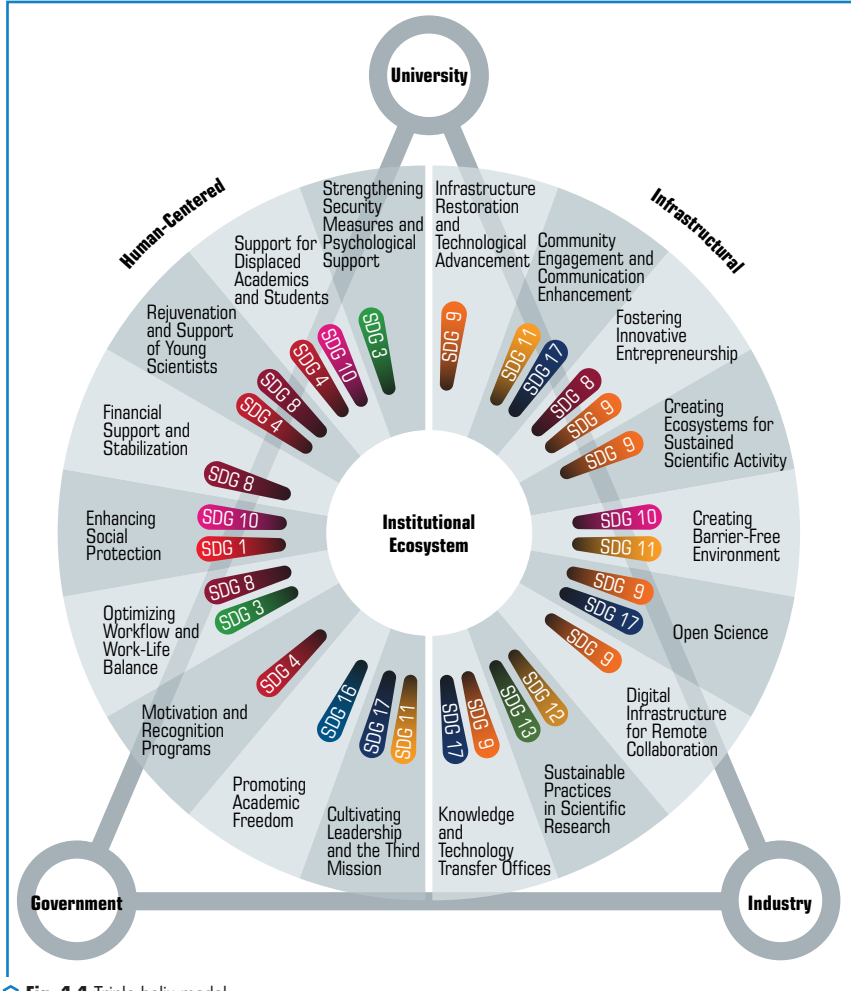 University
Human-Centered
Infrastructural
Strengthening
Security
Measures and
Psychological
Support
Infrastructure
Restoration
and
Technological
Advancement
Support for
Displaced
Academics
and Students
Community
Engagement and
Communication
Enhancement
Rejuvenation
and Support
of Young
Scientists
Fostering
Innovative
Entrepreneurship
Financial
Support and
Stabilization
Creating
Ecosystems for
Sustained
Scientific Activity
Enhancing
Social
Protection
Creating
Barrier-Free
Environment
Optimizing
Workflow and
Work-Life
Balance
Open Science
Motivation and
Recognition
Programs
Digital
Infrastructure
for Remote
Collaboration
Promoting
Academic
Freedom
Sustainable
Practices
in Scientific
Research
Cultivating
Leadership
and the Third
Mission
Knowledge
and
Technology
Transfer Offices
SDG 3
SDG 10
SDG 4
SDG 8
SDG 4
SDG 8
SDG 10
SDG 1
SDG 8
SDG 3
SDG 4
SDG 16
SDG 17
SDG 11
SDG 9
SDG 11
SDG 17
SDG 8
SDG 9
SDG 9
SDG 10
SDG 11
SDG 9
SDG 17
SDG 9
SDG 12
SDG 13
SDG 9
SDG 17
Institutional
Ecosystem
Government
Industry